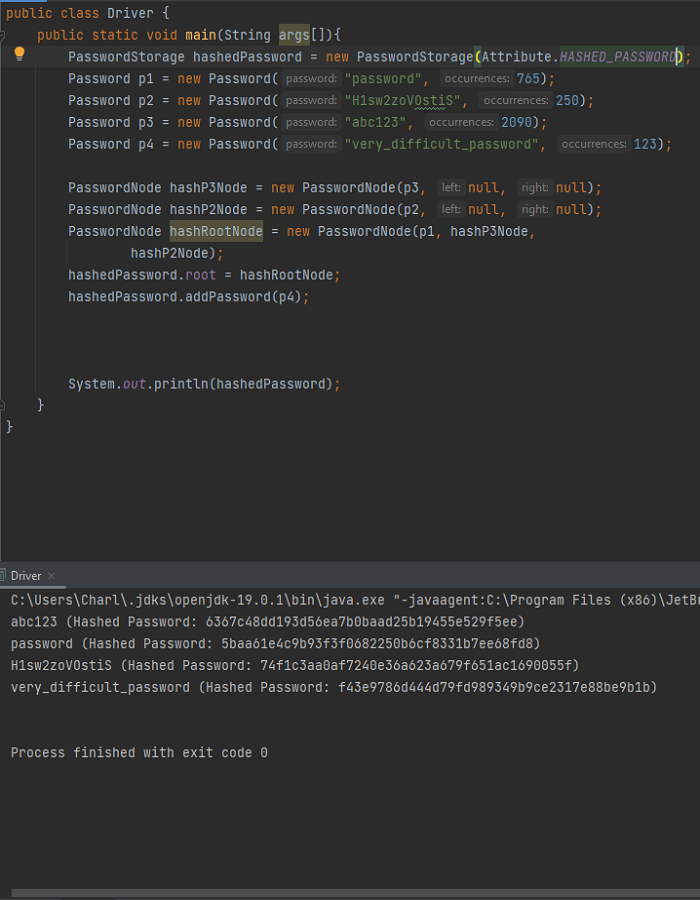 public class Driver {
public static void main(String args[]){
PasswordStorage hashedPassword = new PasswordStorage(Attribute.HASHED_PASSWORD);
Password p1 = new Password( password: "password", occurrences: 765);
Password p2 = new Password( password: "H1sw2zoVOstiS", occurrences: 250);
Password p3 = new Password( password: "abc123", occurrences: 2090);
Password p4 = new Password( password: "very_difficult_password", occurrences: 123);
PasswordNode hashP3Node = new PasswordNode(p3, left: null, right: null);
PasswordNode hashP2Node = new PasswordNode(p2, left: null, right: null);
PasswordNode hashRootNode = new PasswordNode(p1, hashP3Node,
hashP2Node);
hashedPassword.root = hashRootNode;
hashedPassword.addPassword(p4);
System.out.println(hashedPassword);
}
}
Driver
C:\Users\Charl\.jdks\openjdk-19.0.1\bin\java.exe "-javaagent:C:\Program Files (x86)\JetBr
abc123 (Hashed Password: 6367c48dd193d56ea7b0baad25b19455e529f5ee)
password (Hashed Password: 5baa61e4c9b93f3f0682250b6cf8331b7ee68fd8)
H1sw2zoVOstiS (Hashed Password: 74f1c3aa0af7240e36a623a679f651ac1690055f)
very_difficult_password (Hashed Password: f43e9786d444d79fd989349b9ce2317e88be9b1b)
Process finished with exit code 0